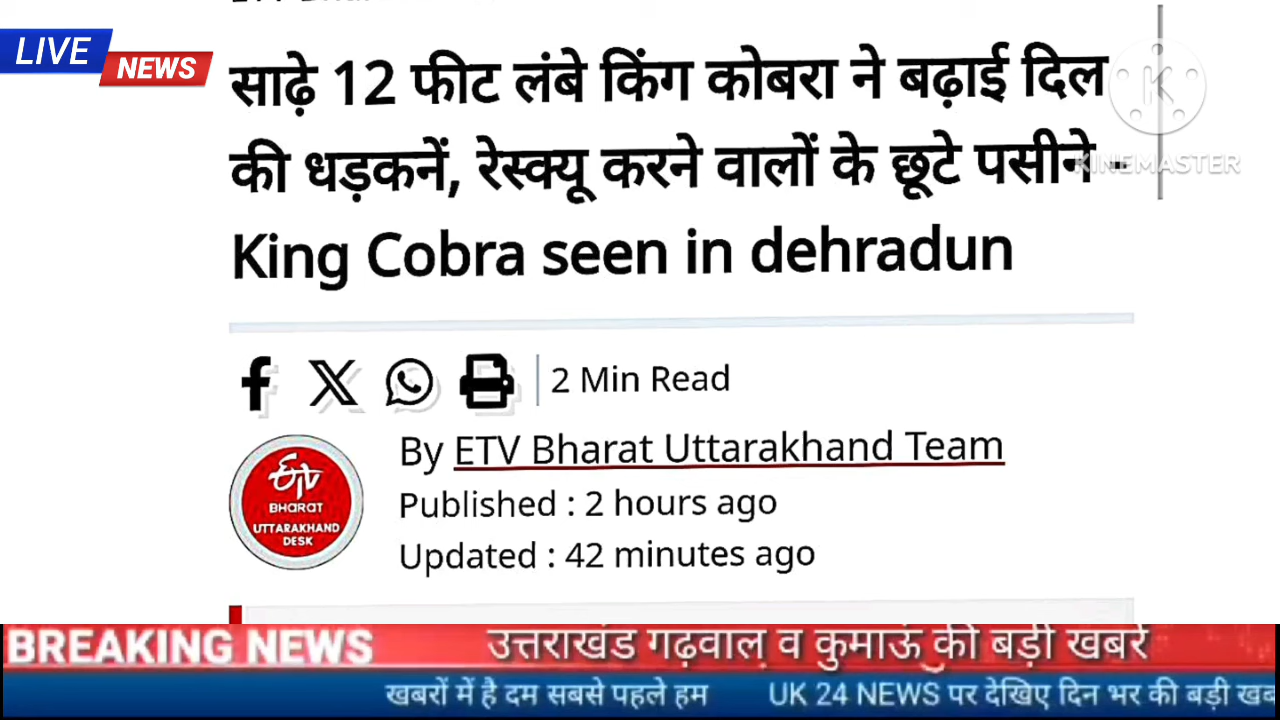 LIVE
NEWS
साढ़े 12 फीट लंबे किंग कोबरा ने बढ़ाई दिल
की धड़कनें, रेस्क्यू करने वालों के छूटे पसीने -
King Cobra seen in dehradun
K
KINEMASTER
2 Min Read
By ETV Bharat Uttarakhand Team
Published : 2 hours ago
Updated : 42 minutes ago
ETV
BHARAT
UTTARAKHAND
DESK
BREAKING NEWS
उत्तराखंड गढ़वाल व कुमाऊं की बड़ी खबरें
खबरों में है दम सबसे पहले हम
UK 24 NEWS पर देखिए दिन भर की बड़ी